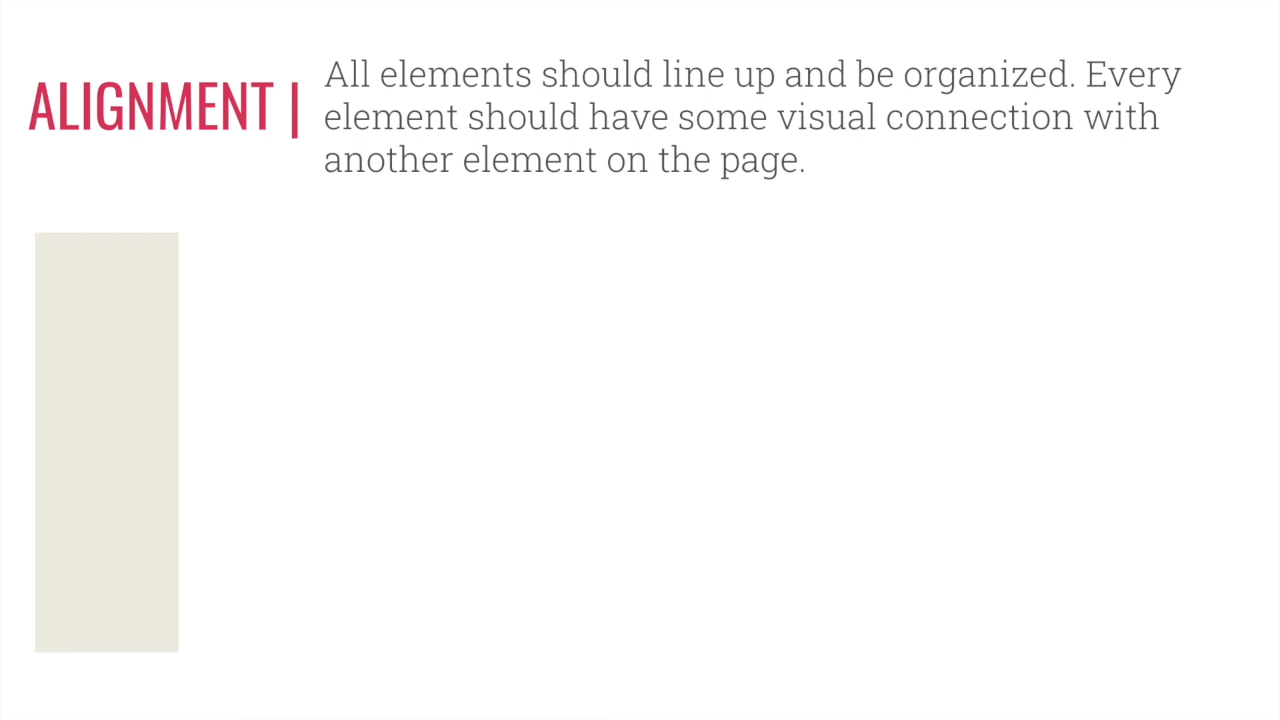 ALIGNMENT |
All elements should line up and be organized. Every
element should have some visual connection with
another element on the page.